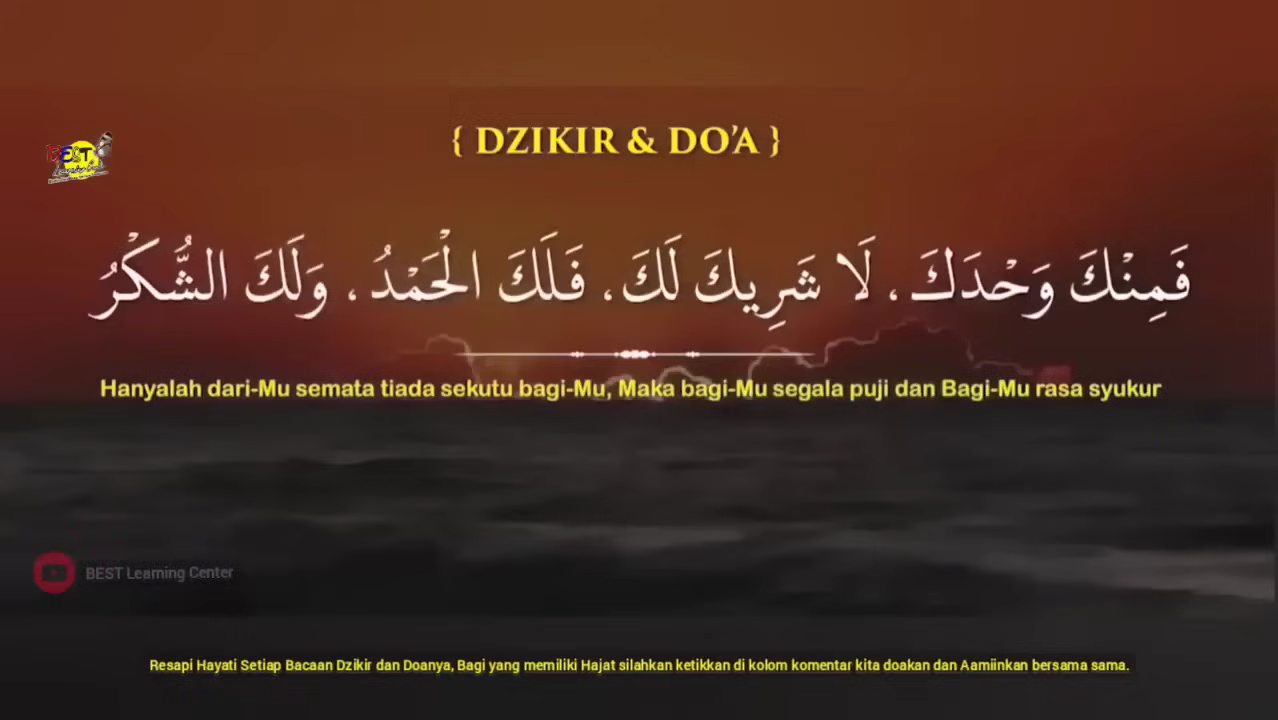 { DZIKIR & DO'A }
BEST
فَمِنْكَ وَحْدَكَ، لَا شَرِيكَ لَكَ، فَلَكَ الْحَمْدُ، وَلَكَ الشُّكْرُ
Hanyalah dari-Mu semata tiada sekutu bagi-Mu, Maka bagi-Mu segala puji dan Bagi-Mu rasa syukur
BEST Learning Center
Resapi Hayati Setiap Bacaan Dzikir dan Doanya, Bagi yang memiliki Hajat silahkan ketikkan di kolom komentar kita doakan dan Aamiinkan bersama sama.